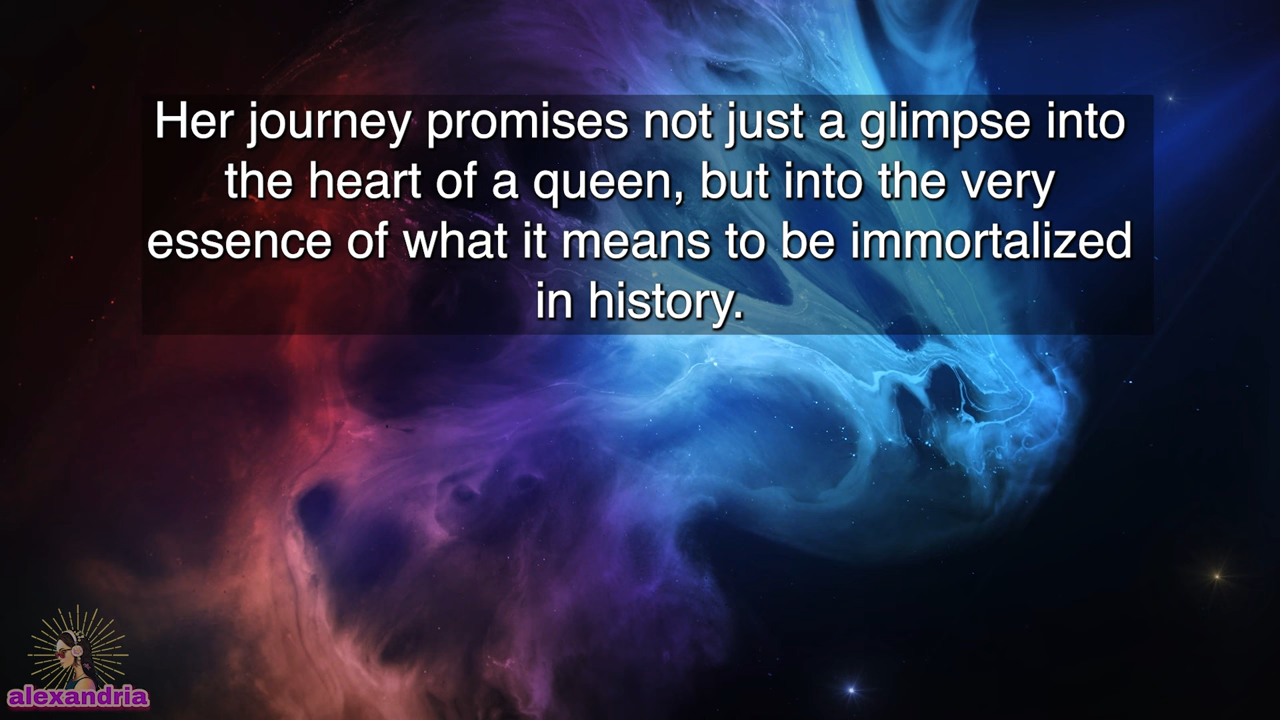 Her journey promises not just a glimpse into
the heart of a queen, but into the very
essence of what it means to be immortalized
in history.
alexandria